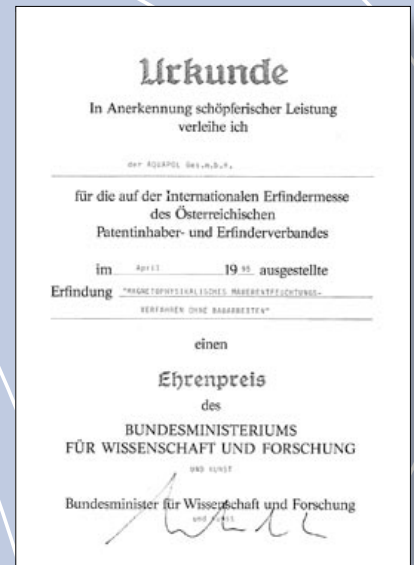 Urkunde
In Anerkennung schöpferischer Leistung
verleihe ich
der AQUAPOL Ges.m.b.H.
für die auf der Internationalen Erfindermesse
des Österreichischen
Patentinhaber- und Erfinderverbandes
im April 1995 ausgestellte
Erfindung "MAGNETOPHYSIKALISCHES MAUERENTFEUCHTUNGS-
VERFAHREN OHNE BAUARBEITEN"
einen
Ehrenpreis
des
BUNDESMINISTERIUMS
FÜR WISSENSCHAFT UND FORSCHUNG
UND KUNST
Bundesminister für Wissenschaft und Forschung
und Kunst